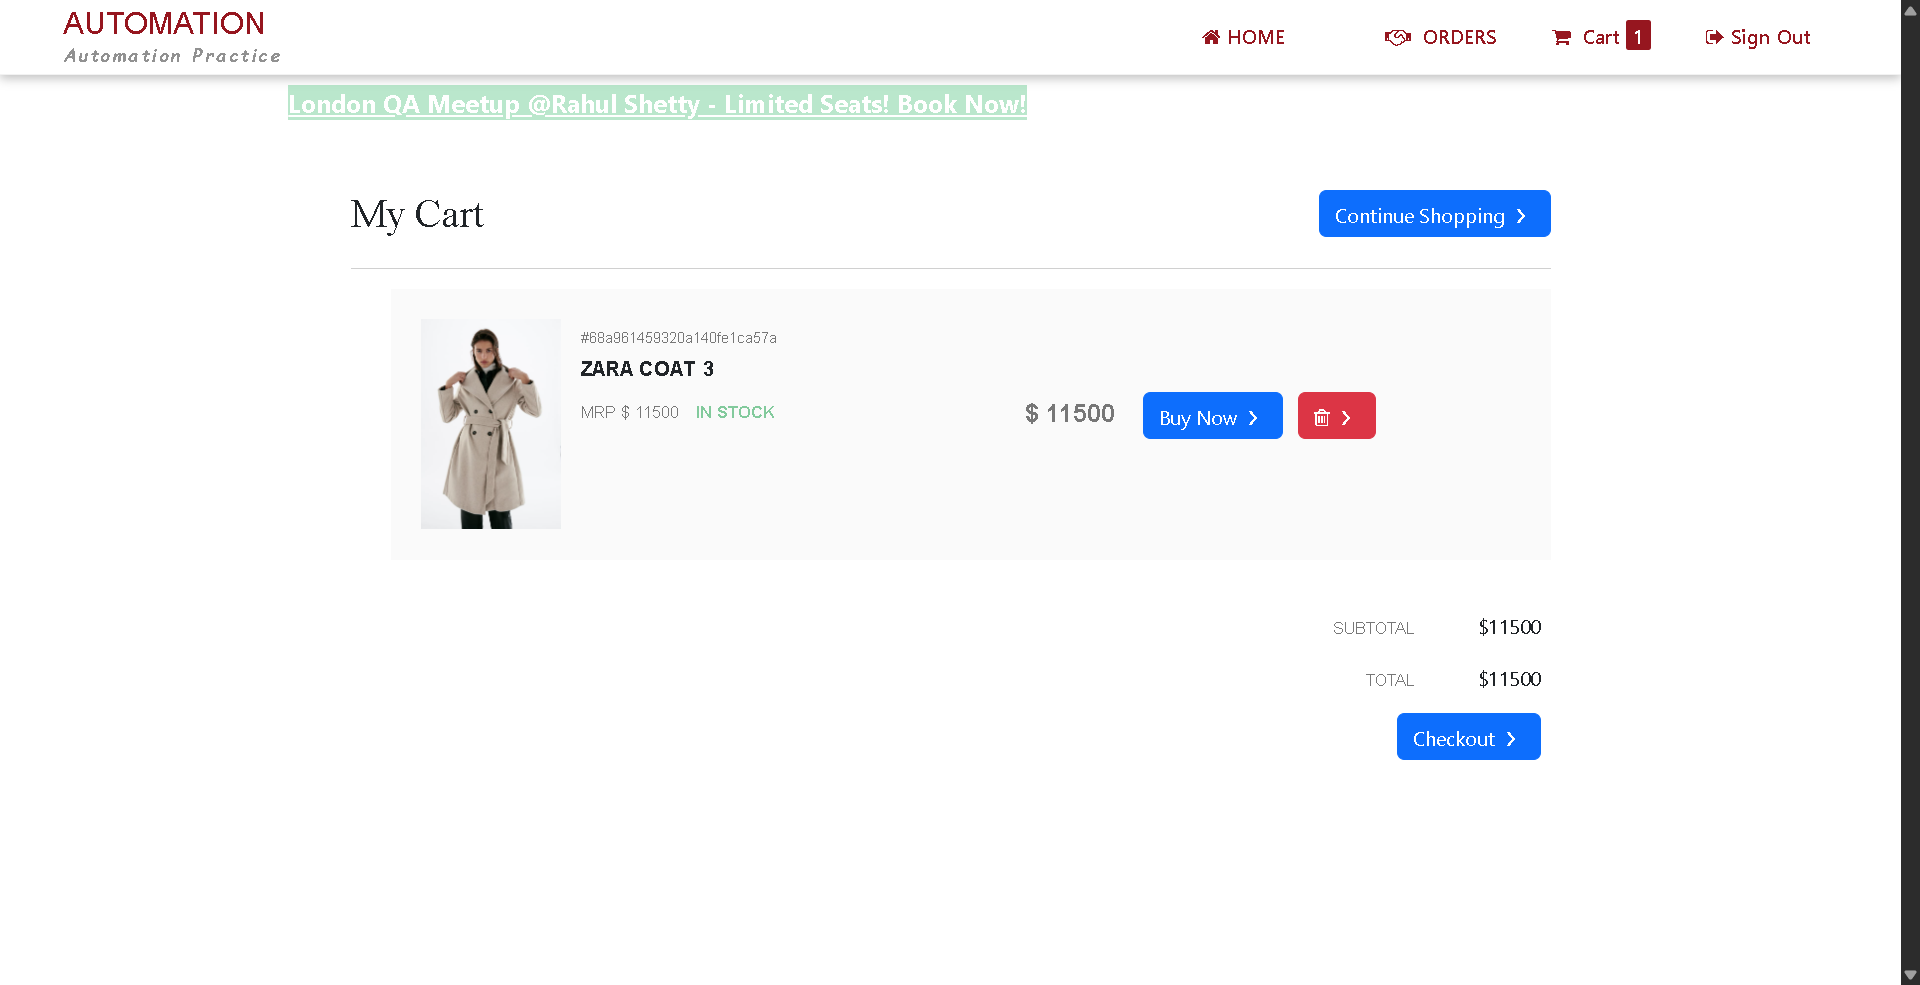 AUTOMATION
Automation Practice
HOME
ORDERS
Cart 1
Sign Out
London QA Meetup @Rahul Shetty - Limited Seats! Book Now!
My Cart
Continue Shopping
#68a961459320a140fe1ca57a
ZARA COAT 3
MRP $ 11500 IN STOCK
$ 11500
Buy Now
SUBTOTAL $11500
TOTAL $11500
Checkout